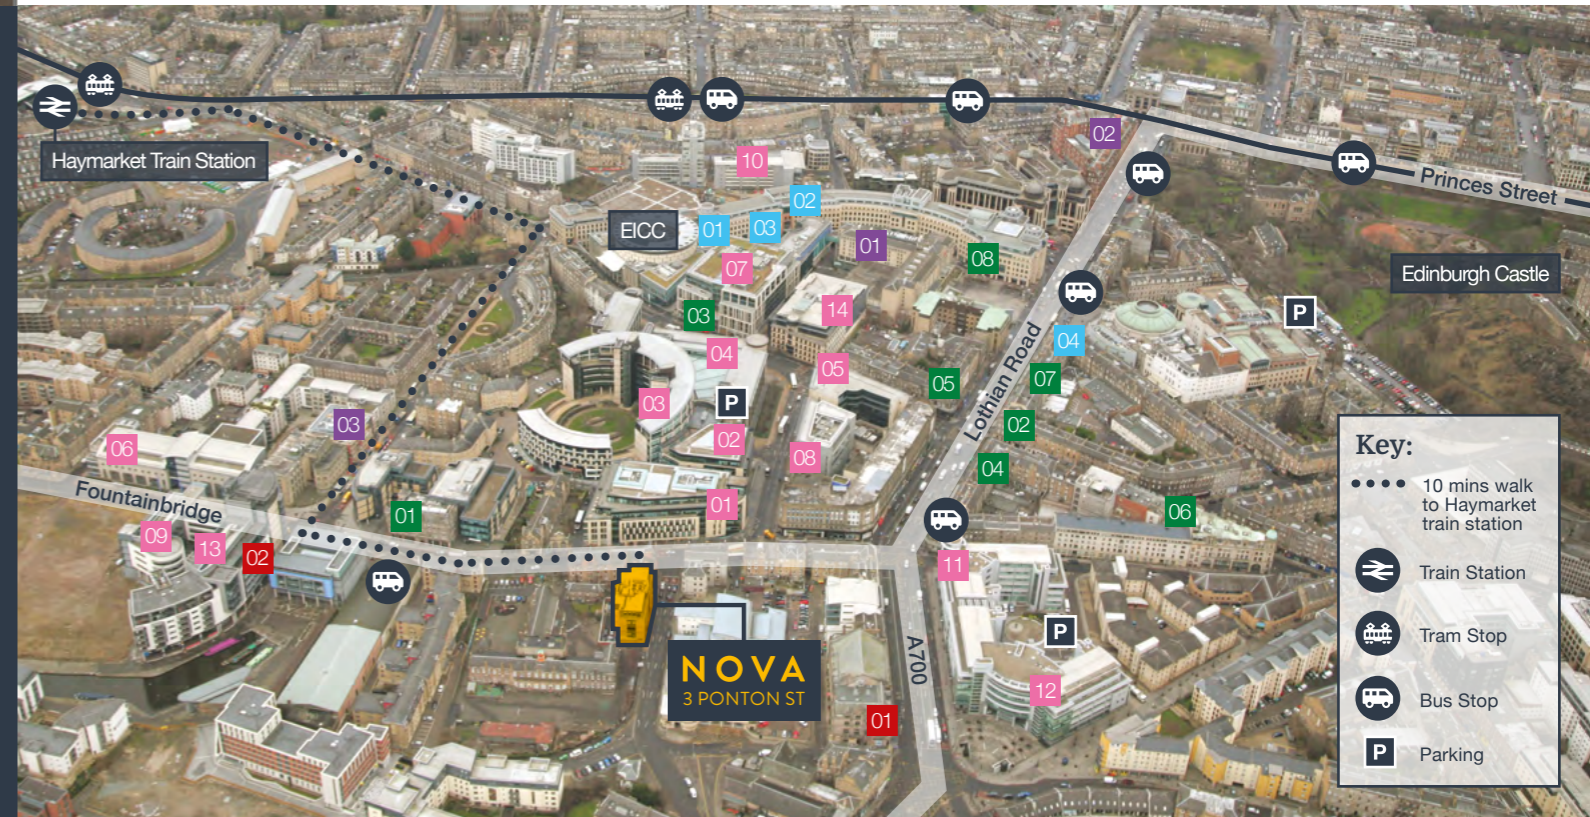 02
Haymarket Train Station
10
Princes Street
02
EICC
01
03
01
08
07
Edinburgh Castle
P
03
14
04
04
05
Lothian Road
07
05
03
P
02
03
02
06
08
04
Key:
10 mins walk
to Haymarket
train station
Train Station
Tram Stop
Bus Stop
P
Parking
Fountainbridge
01
01
06
09
13
02
11
P
A700
NOVA
3 PONTON ST
12
01